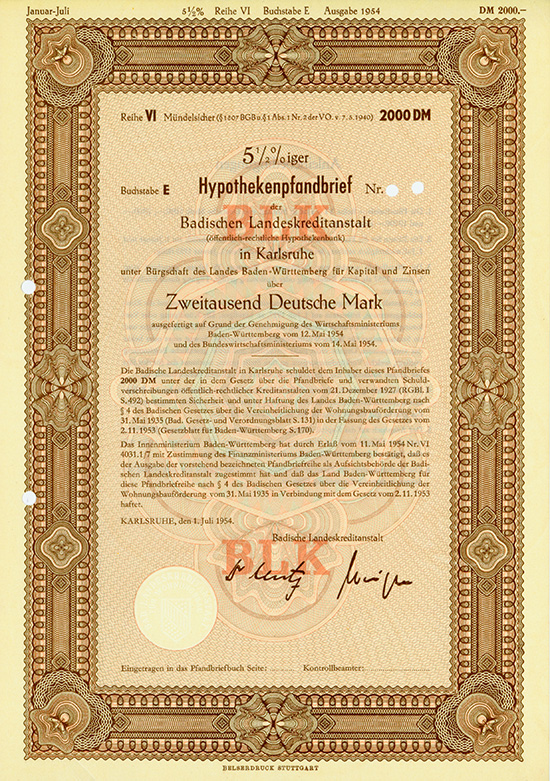 Januar-Juli 5½% Reihe VI Buchstabe E Ausgabe 1954 DM 2000.–
Reihe VI Mündelsicher (§ 1807 BGB u. § 1 Abs. 1 Nr. 2 der VO. v. 7. 5. 1940) 2000 DM
5½%iger
Buchstabe E Hypothekenpfandbrief Nr.
BLK
der
Badischen Landeskreditanstalt
(öffentlich-rechtliche Hypothekenbank)
in Karlsruhe
unter Bürgschaft des Landes Baden-Württemberg für Kapital und Zinsen
über
Zweitausend Deutsche Mark
ausgefertigt auf Grund der Genehmigung des Wirtschaftsministeriums
Baden-Württemberg vom 12. Mai 1954
und des Bundeswirtschaftsministeriums vom 14. Mai 1954.
Die Badische Landeskreditanstalt in Karlsruhe schuldet dem Inhaber dieses Pfandbriefes
2000 DM unter der in dem Gesetz über die Pfandbriefe und verwandten Schuld-
verschreibungen öffentlich-rechtlicher Kreditanstalten vom 21. Dezember 1927 (RGBl. I
S. 492) bestimmten Sicherheit und unter Haftung des Landes Baden-Württemberg nach
§ 4 des Badischen Gesetzes über die Vereinheitlichung der Wohnungsbauförderung vom
31. Mai 1935 (Bad. Gesetz- und Verordnungsblatt S. 131) in der Fassung des Gesetzes vom
2. 11. 1953 (Gesetzblatt für Baden-Württemberg S. 170).
Das Innenministerium Baden-Württemberg hat durch Erlaß vom 11. Mai 1954 Nr. VI
4031.1/7 mit Zustimmung des Finanzministeriums Baden-Württemberg bestätigt, daß es
der Ausgabe der vorstehend bezeichneten Pfandbriefreihe als Aufsichtsbehörde der Badi-
schen Landeskreditanstalt zugestimmt hat und daß das Land Baden-Württemberg für
diese Pfandbriefreihe nach § 4 des Badischen Gesetzes über die Vereinheitlichung der
Wohnungsbauförderung vom 31. Mai 1935 in Verbindung mit dem Gesetz vom 2. 11. 1953
haftet.
KARLSRUHE, den 1. Juli 1954.
Badische Landeskreditanstalt
BLK
Eingetragen in das Pfandbriefbuch Seite: Kontrollbeamter:
BELSERDRUCK STUTTGART